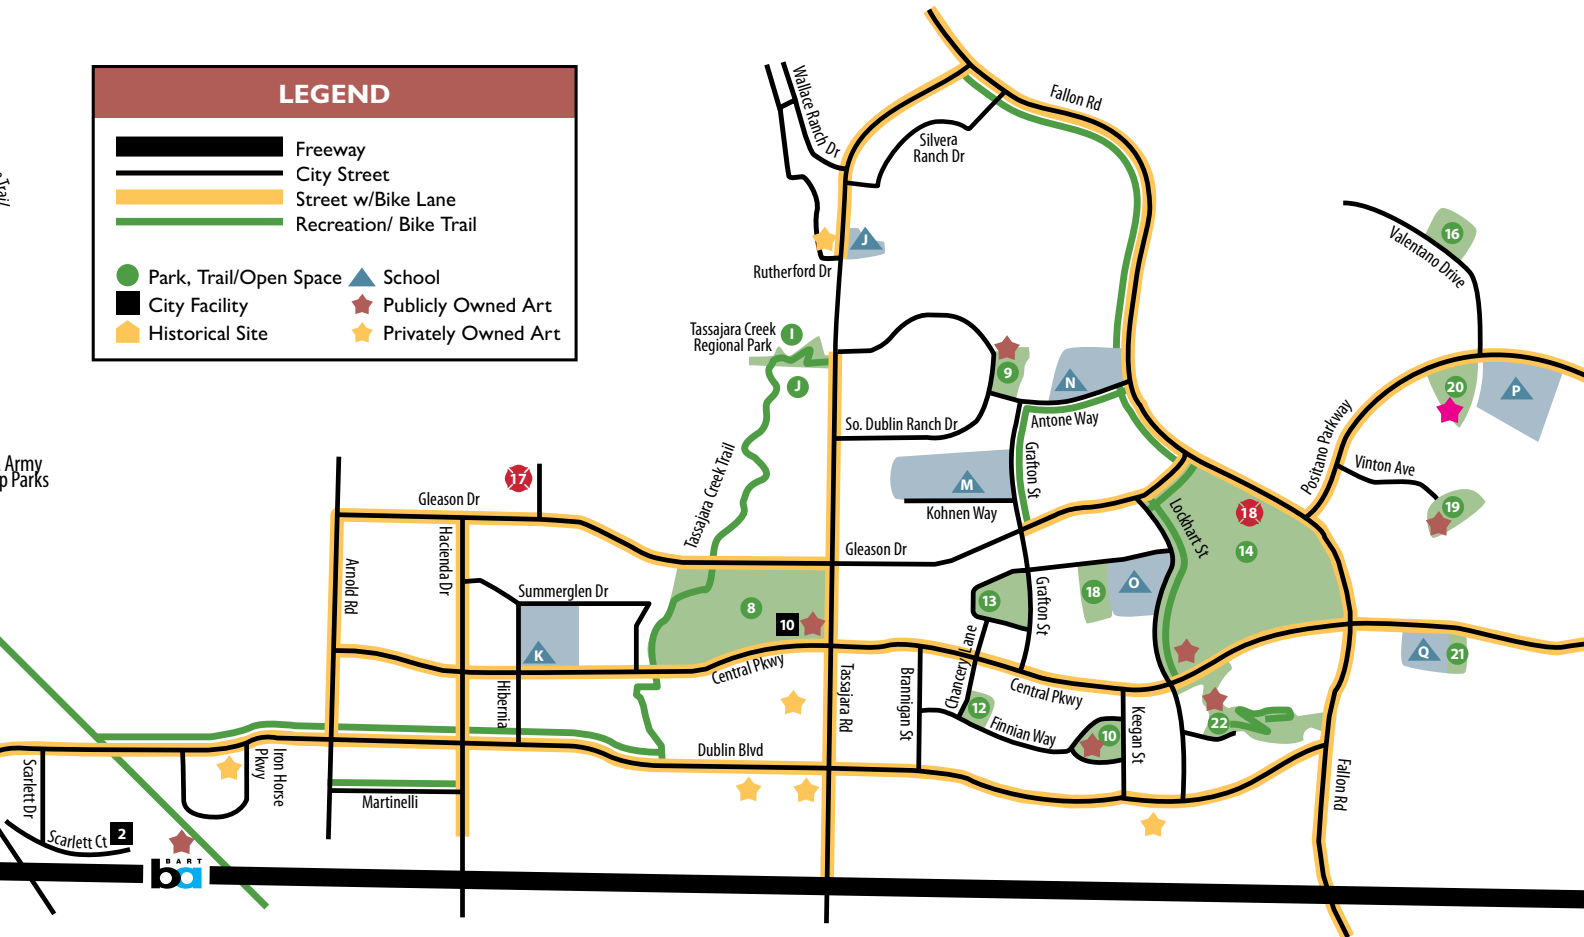 LEGEND
Freeway
City Street
Street w/Bike Lane
Recreation/ Bike Trail
Park, Trail/Open Space
School
City Facility
Publicly Owned Art
Historical Site
Privately Owned Art
Trail/
Army
p Parks
Wallace Ranch Dr
Silvera
Ranch Dr
Fallon Rd
J
Rutherford Dr
Valentano Drive
16
Tassajara Creek
Regional Park
I
J
9
N
Antone Way
So. Dublin Ranch Dr
Grafton St
M
Kohnen Way
20
P
Positano Parkway
Vinton Ave
19
17
Gleason Dr
Tassajara Creek Trail
Gleason Dr
Lockhart St
18
14
Arnold Rd
Hacienda Dr
Summerglen Dr
K
8
10
13
Grafton St
18
O
Hibernia
Central Pkwy
Tassajara Rd
Brannigan St
Chancery Lane
Central Pkwy
12
Finnian Way
10
Keegan St
22
Q
21
Dublin Blvd
Scarlett Dr
Iron Horse
Pkwy
Martinelli
Scarlett Ct
2
BART
ba
Fallon Rd